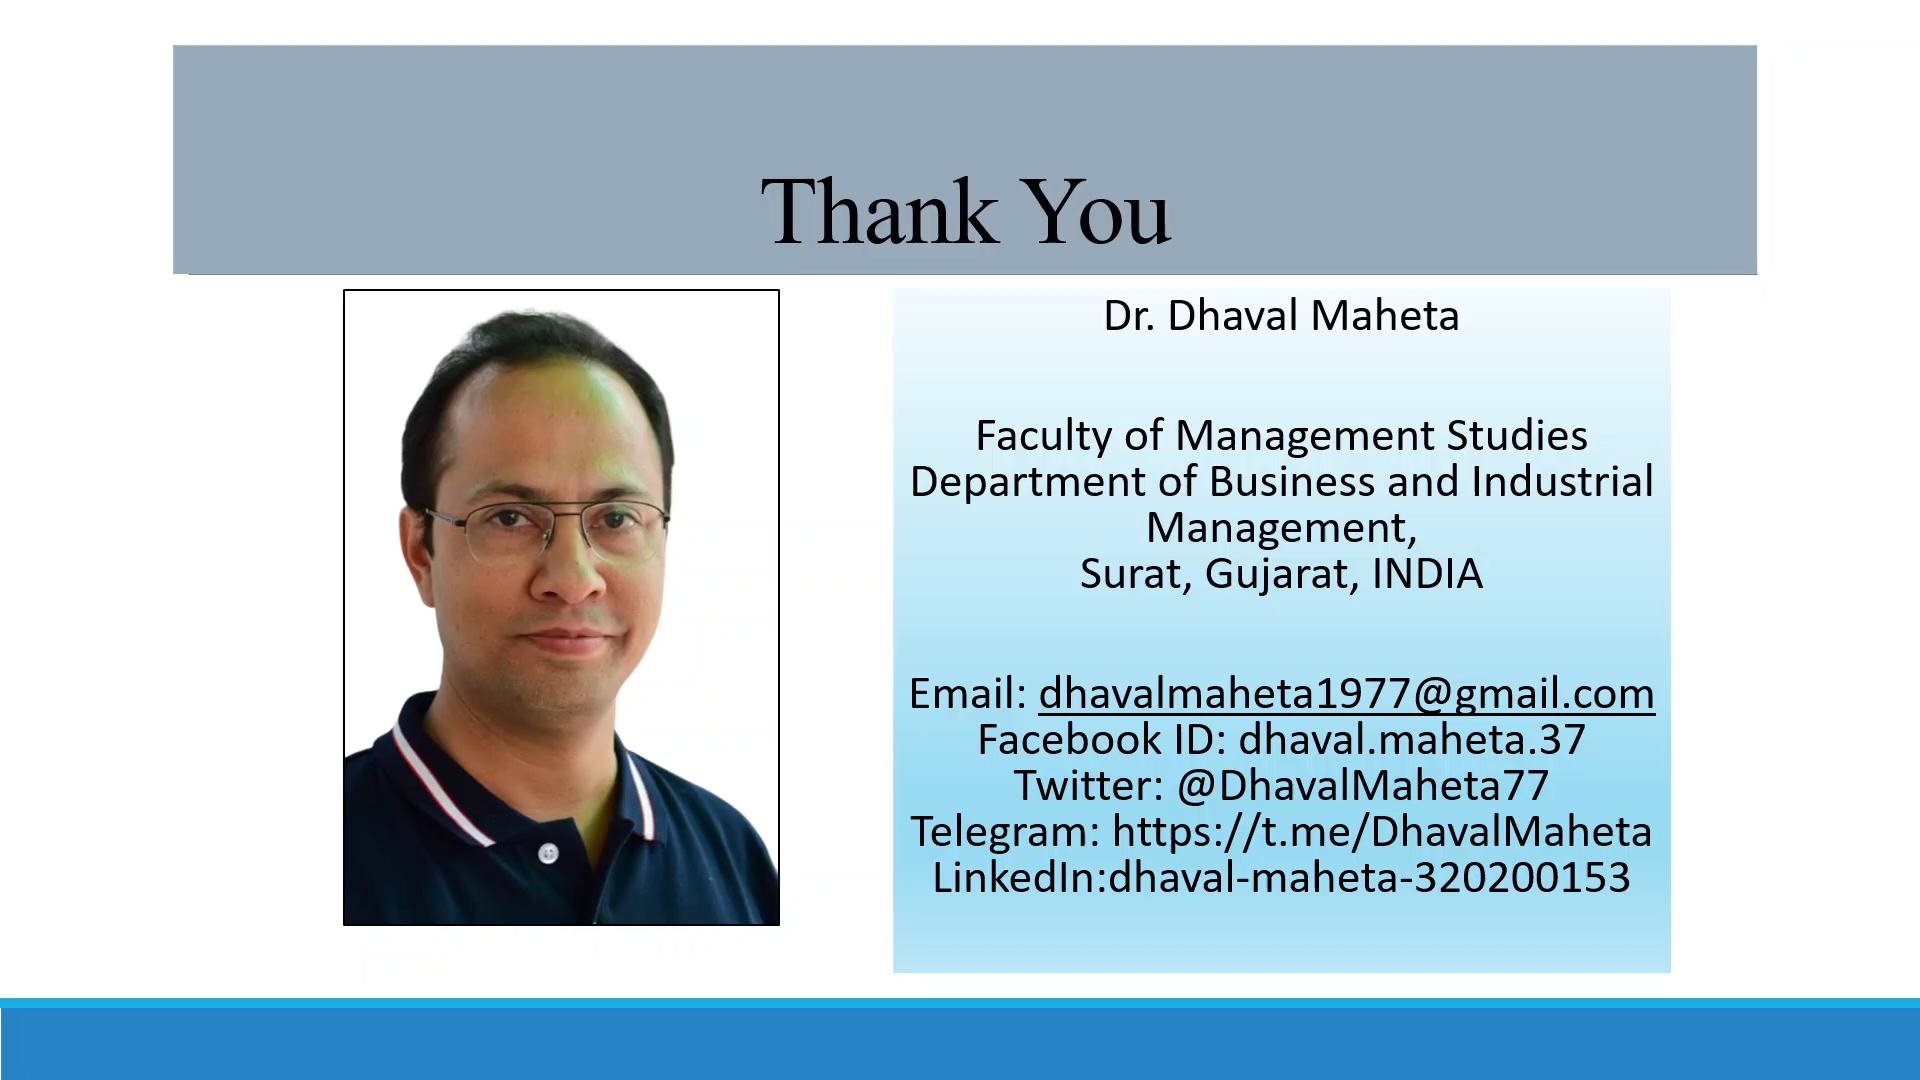 Thank You
Dr. Dhaval Maheta
Faculty of Management Studies
Department of Business and Industrial
Management,
Surat, Gujarat, INDIA
Email: dhavalmaheta1977@gmail.com
Facebook ID: dhaval.maheta.37
Twitter: @DhavalMaheta77
Telegram: https://t.me/DhavalMaheta
LinkedIn:dhaval-maheta-320200153